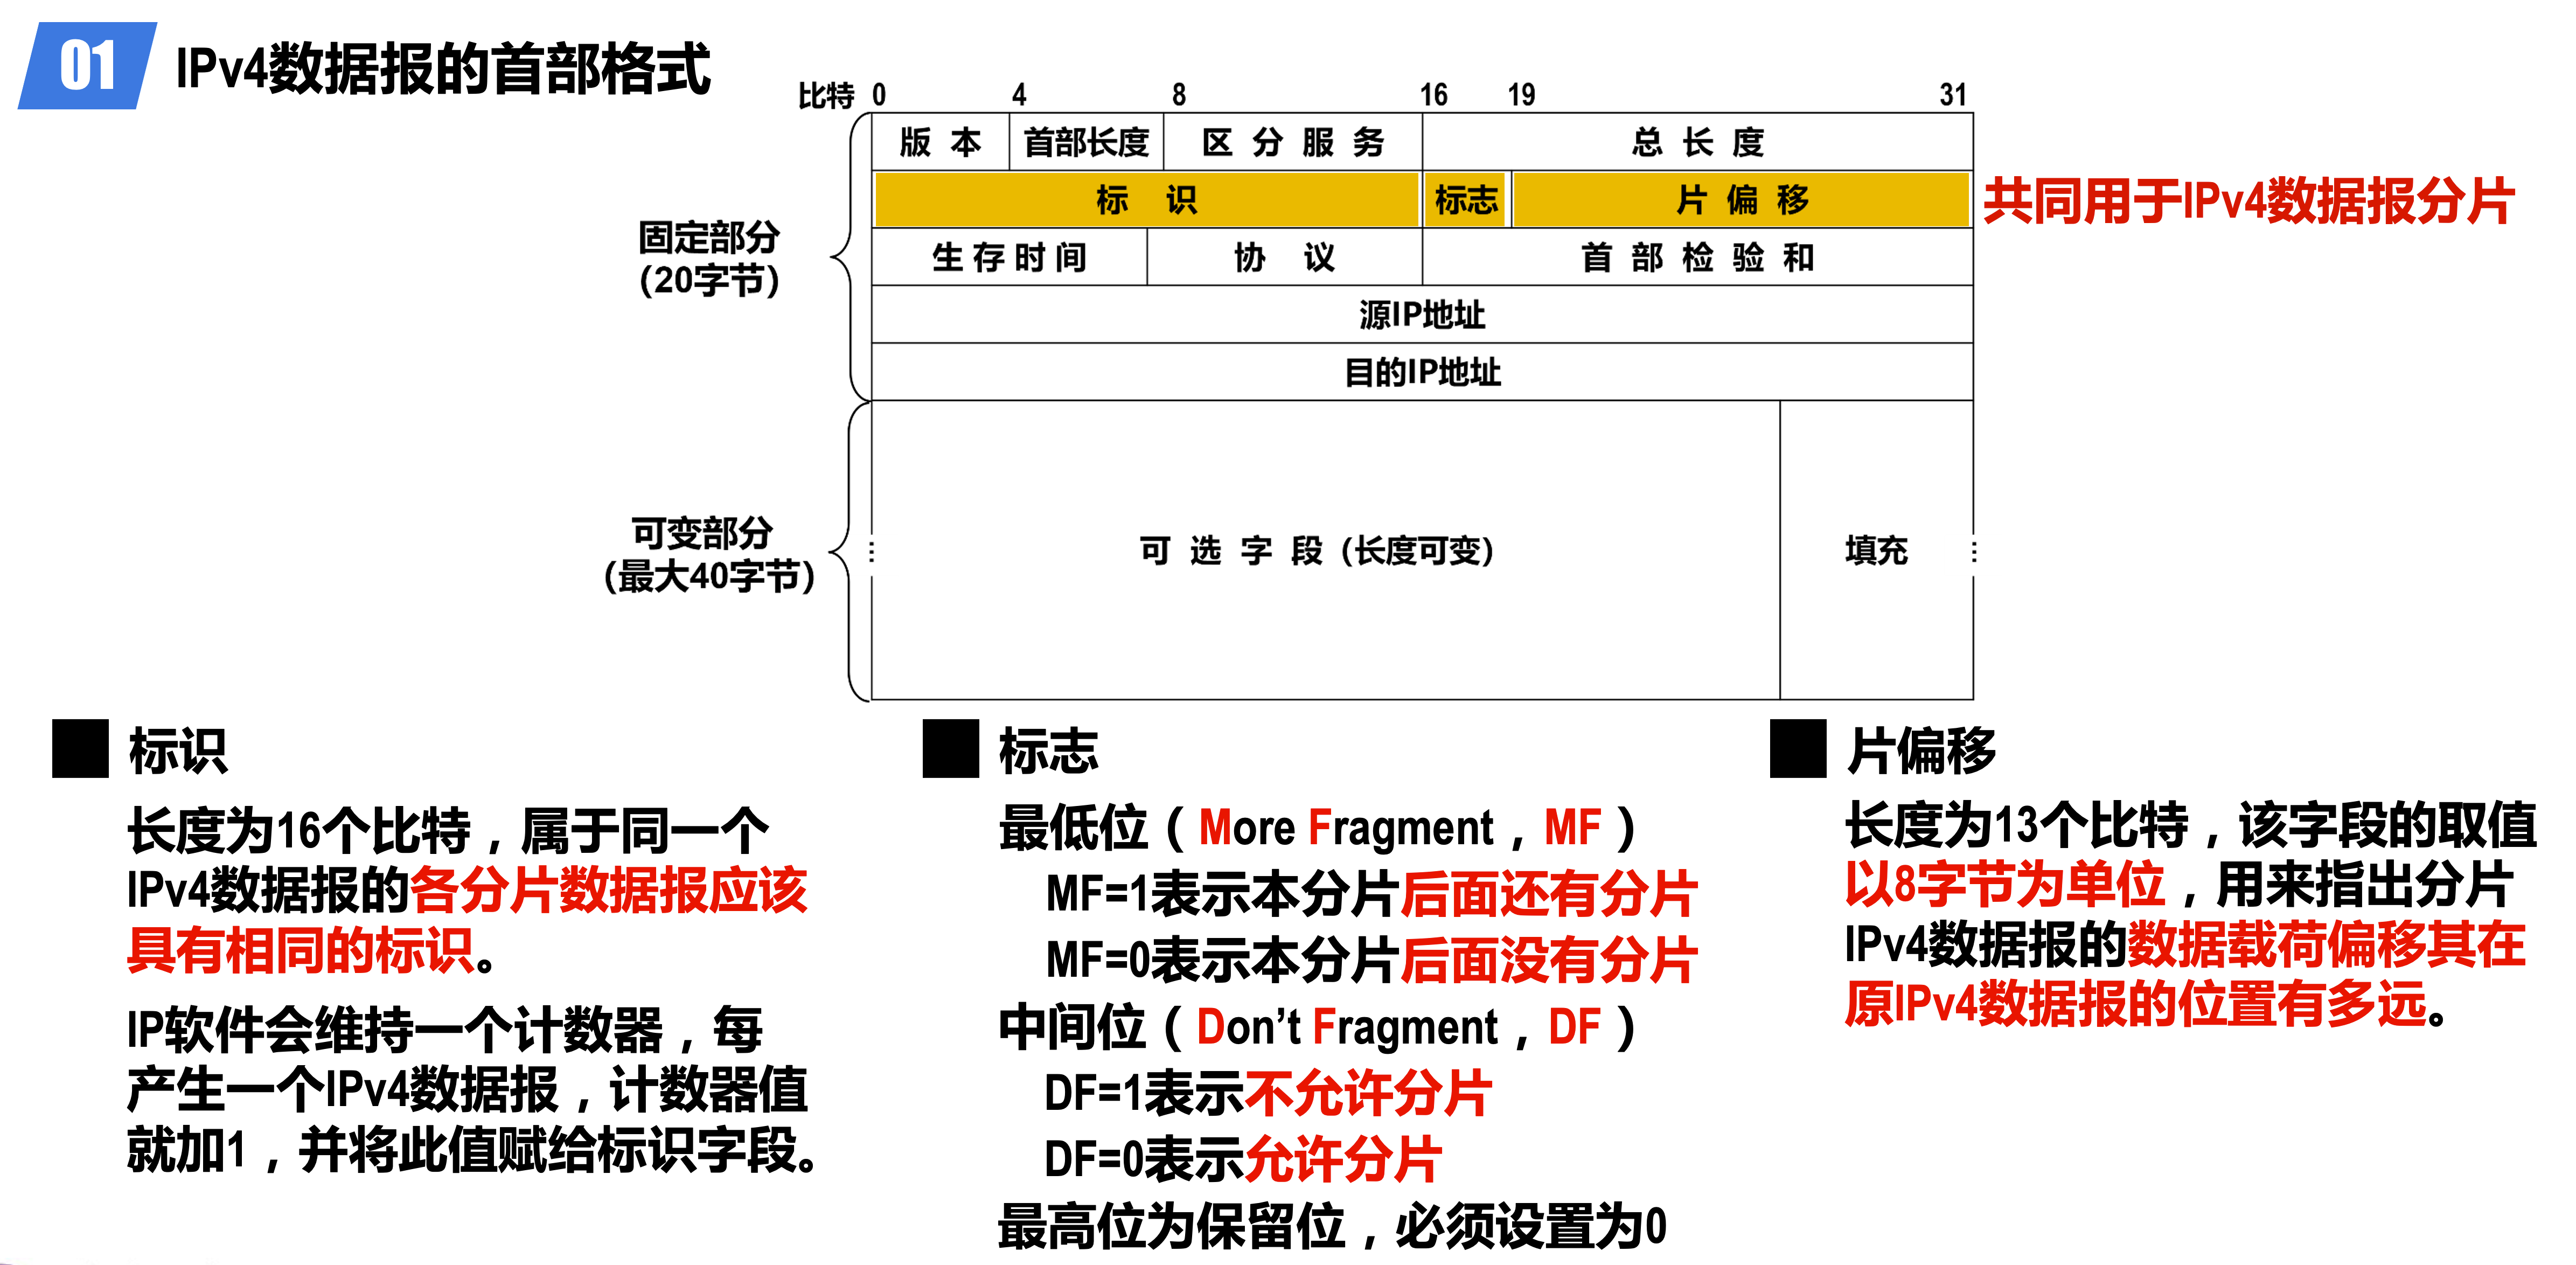 01
IPv4数据报的首部格式
比特 0 4 8 16 19 31
版 本 首部长度 区 分 服 务 总 长 度
标 识 标志 片 偏 移
共同用于IPv4数据报分片
生 存 时 间 协 议 首 部 检 验 和
源IP地址
目的IP地址
固定部分
（20字节）
可变部分
（最大40字节）
可 选 字 段（长度可变） 填充
标识
长度为16个比特，属于同一个
IPv4数据报的各分片数据报应该
具有相同的标识。
IP软件会维持一个计数器，每
产生一个IPv4数据报，计数器值
就加1，并将此值赋给标识字段。
标志
最低位（More Fragment，MF）
MF=1表示本分片后面还有分片
MF=0表示本分片后面没有分片
中间位（Don't Fragment，DF）
DF=1表示不允许分片
DF=0表示允许分片
最高位为保留位，必须设置为0
片偏移
长度为13个比特，该字段的取值
以8字节为单位，用来指出分片
IPv4数据报的数据载荷偏移其在
原IPv4数据报的位置有多远。